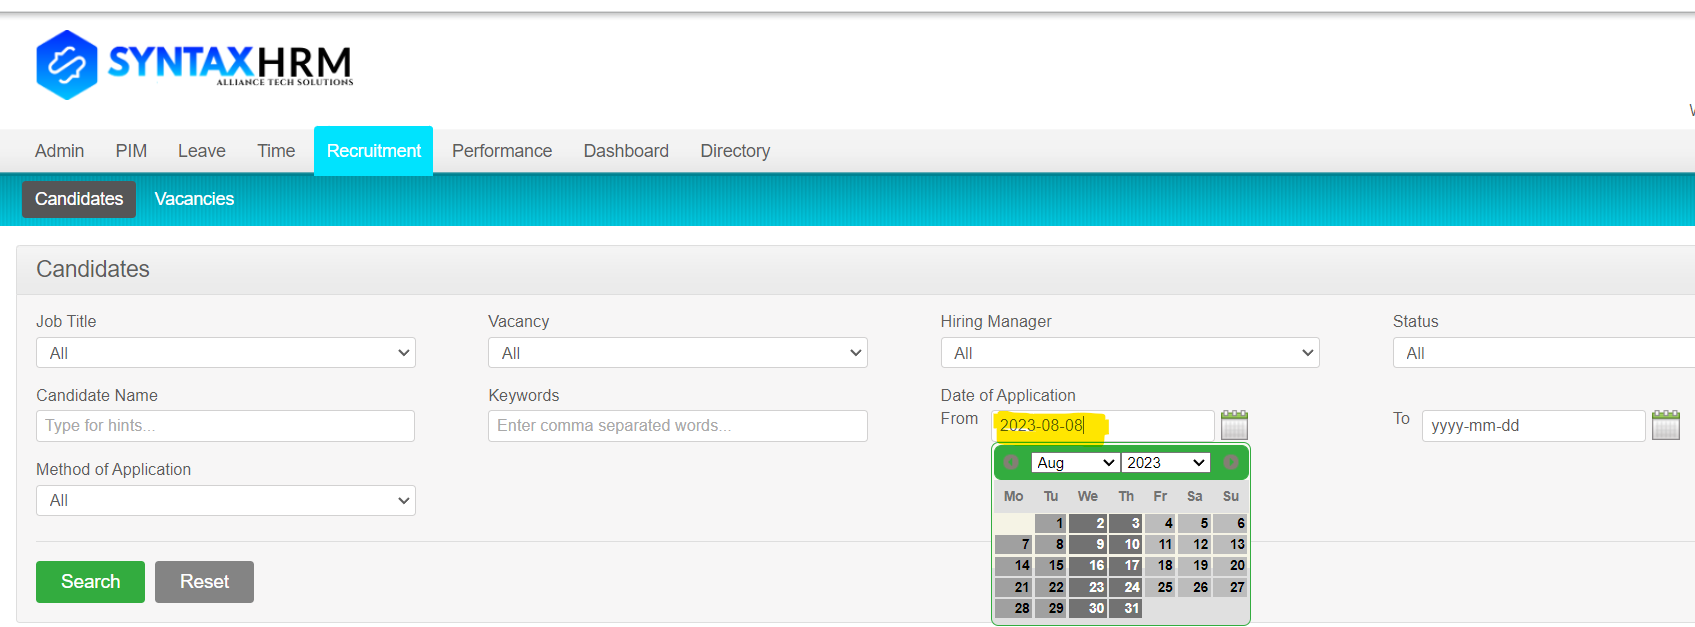 SYNTAXHRM
ALLIANCE TECH SOLUTIONS
Admin PIM Leave Time Recruitment Performance Dashboard Directory
Candidates Vacancies
Candidates
Job Title Vacancy Hiring Manager Status
All All All All
Candidate Name Keywords Date of Application
Type for hints... Enter comma separated words... From 2023-08-08 To yyyy-mm-dd
Method of Application
All
Aug 2023
Mo Tu We Th Fr Sa Su
1 2 3 4 5 6
7 8 9 10 11 12 13
14 15 16 17 18 19 20
21 22 23 24 25 26 27
28 29 30 31
Search Reset